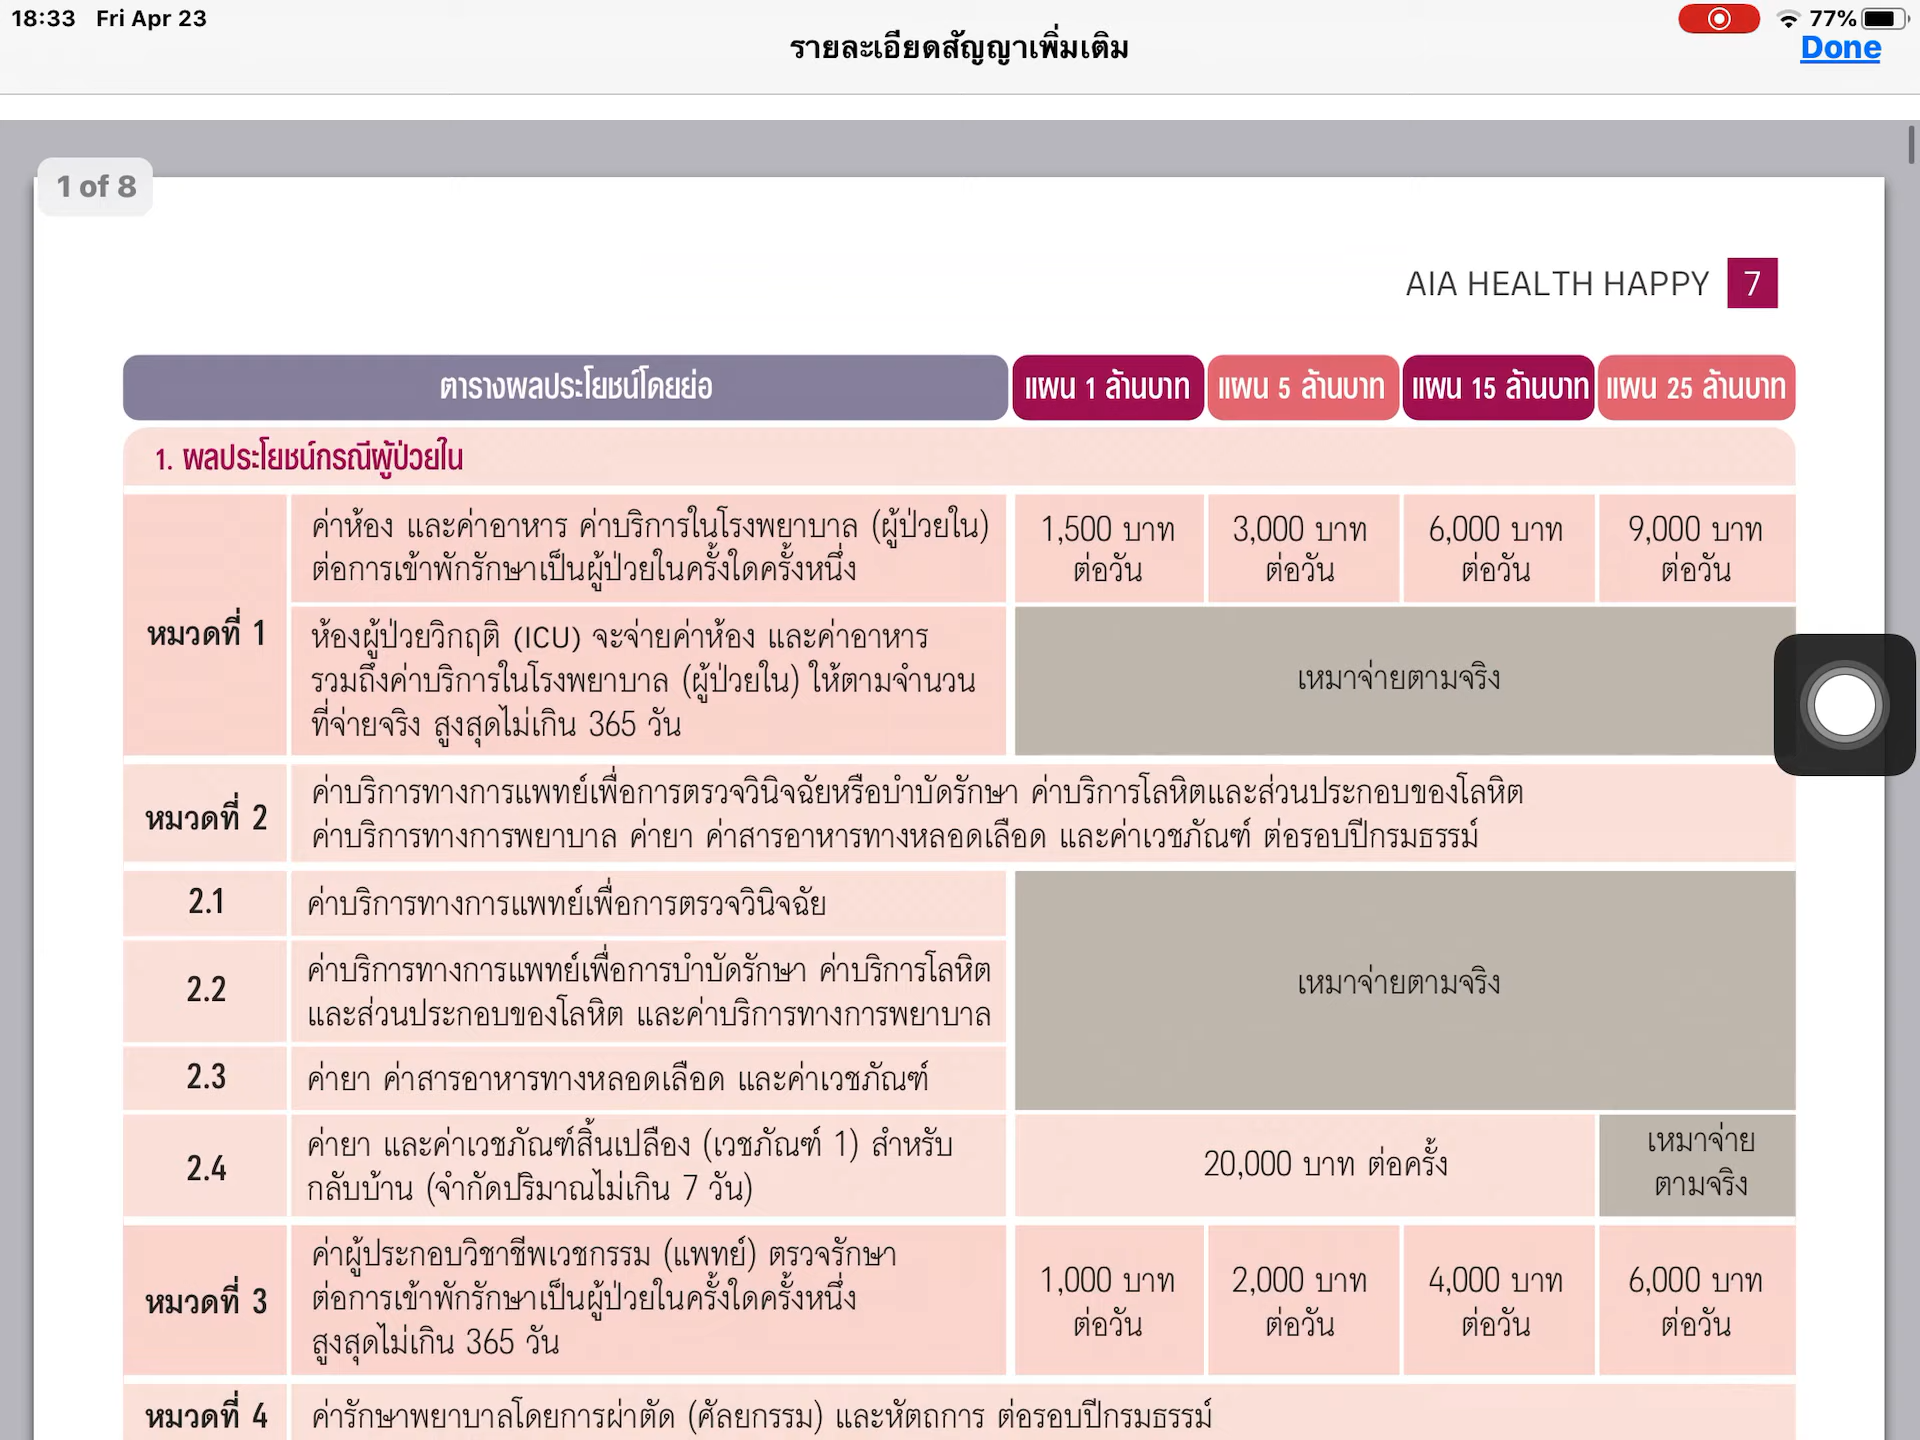 18:33 Fri Apr 23
77%
รายละเอียดสัญญาเพิ่มเติม
Done
1 of 8
AIA HEALTH HAPPY 7
ตารางผลประโยชน์โดยย่อ แผน 1 ล้านบาท แผน 5 ล้านบาท แผน 15 ล้านบาท แผน 25 ล้านบาท
1. ผลประโยชน์กรณีผู้ป่วยใน
หมวดที่ 1
ค่าห้อง และค่าอาหาร ค่าบริการในโรงพยาบาล (ผู้ป่วยใน)
ต่อการเข้าพักรักษาเป็นผู้ป่วยในครั้งใดครั้งหนึ่ง
1,500 บาท
ต่อวัน
3,000 บาท
ต่อวัน
6,000 บาท
ต่อวัน
9,000 บาท
ต่อวัน
ห้องผู้ป่วยวิกฤติ (ICU) จะจ่ายค่าห้อง และค่าอาหาร
รวมถึงค่าบริการในโรงพยาบาล (ผู้ป่วยใน) ให้ตามจำนวน
ที่จ่ายจริง สูงสุดไม่เกิน 365 วัน
เหมาจ่ายตามจริง
หมวดที่ 2
ค่าบริการทางการแพทย์เพื่อการตรวจวินิจฉัยหรือบำบัดรักษา ค่าบริการโลหิตและส่วนประกอบของโลหิต
ค่าบริการทางการพยาบาล ค่ายา ค่าสารอาหารทางหลอดเลือด และค่าเวชภัณฑ์ ต่อรอบปีกรมธรรม์
2.1 ค่าบริการทางการแพทย์เพื่อการตรวจวินิจฉัย
2.2
ค่าบริการทางการแพทย์เพื่อการบำบัดรักษา ค่าบริการโลหิต
และส่วนประกอบของโลหิต และค่าบริการทางการพยาบาล
เหมาจ่ายตามจริง
2.3 ค่ายา ค่าสารอาหารทางหลอดเลือด และค่าเวชภัณฑ์
2.4
ค่ายา และค่าเวชภัณฑ์สิ้นเปลือง (เวชภัณฑ์ 1) สำหรับ
กลับบ้าน (จำกัดปริมาณไม่เกิน 7 วัน)
20,000 บาท ต่อครั้ง
เหมาจ่าย
ตามจริง
หมวดที่ 3
ค่าผู้ประกอบวิชาชีพเวชกรรม (แพทย์) ตรวจรักษา
ต่อการเข้าพักรักษาเป็นผู้ป่วยในครั้งใดครั้งหนึ่ง
สูงสุดไม่เกิน 365 วัน
1,000 บาท
ต่อวัน
2,000 บาท
ต่อวัน
4,000 บาท
ต่อวัน
6,000 บาท
ต่อวัน
หมวดที่ 4 ค่ารักษาพยาบาลโดยการผ่าตัด (ศัลยกรรม) และหัตถการ ต่อรอบปีกรมธรรม์